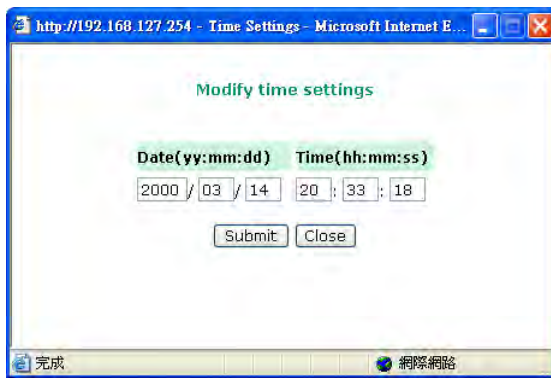 http://192.168.127.254 - Time Settings - Microsoft Internet E...
Modify time settings
Date(yy:mm:dd) Time(hh:mm:ss)
2000 / 03 / 14 20 : 33 : 18
Submit Close
完成 網際網路